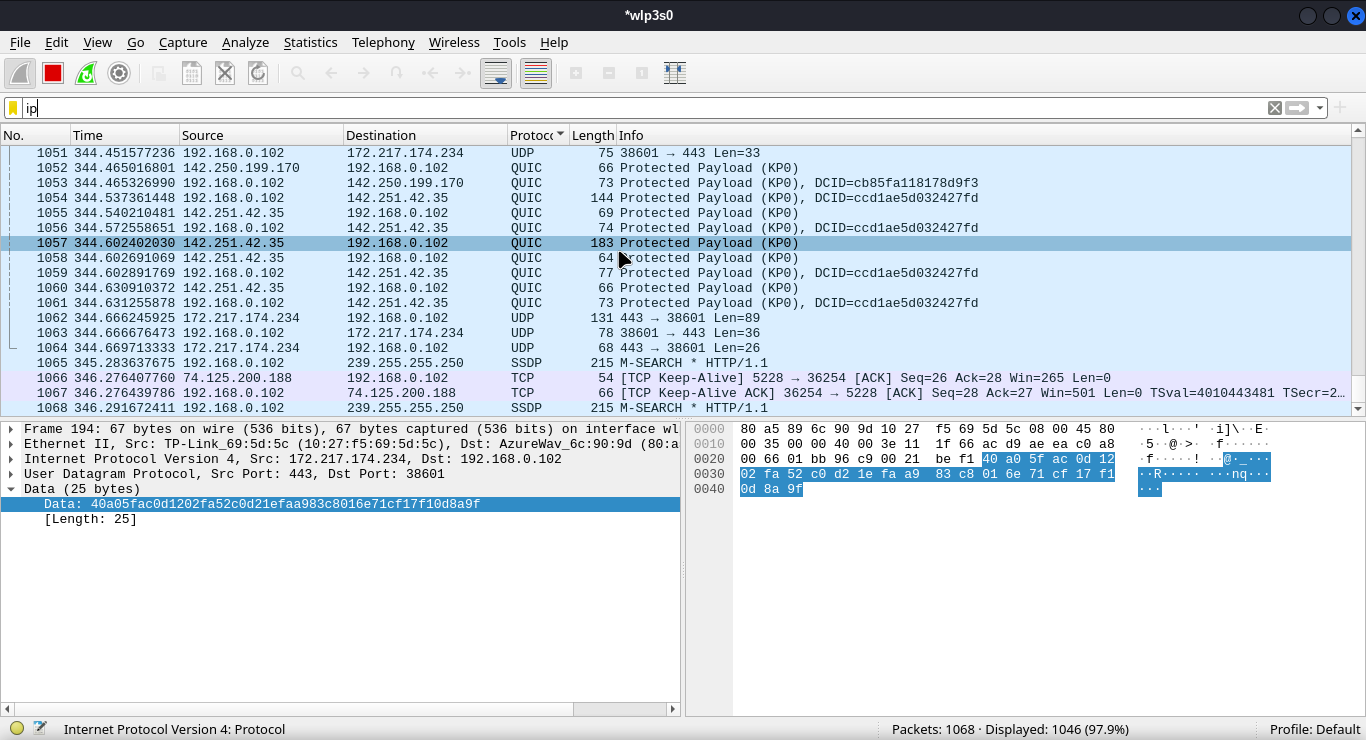 *wlp3s0
File Edit View Go Capture Analyze Statistics Telephony Wireless Tools Help
ip
No. Time Source Destination Protoc Length Info
1051 344.451577236 192.168.0.102 172.217.174.234 UDP 75 38601 → 443 Len=33
1052 344.465016801 142.250.199.170 192.168.0.102 QUIC 66 Protected Payload (KP0)
1053 344.465326990 192.168.0.102 142.250.199.170 QUIC 73 Protected Payload (KP0), DCID=cb85fa118178d9f3
1054 344.537361448 192.168.0.102 142.251.42.35 QUIC 144 Protected Payload (KP0), DCID=ccd1ae5d032427fd
1055 344.540210481 142.251.42.35 192.168.0.102 QUIC 69 Protected Payload (KP0)
1056 344.572558651 192.168.0.102 142.251.42.35 QUIC 74 Protected Payload (KP0), DCID=ccd1ae5d032427fd
1057 344.602402030 142.251.42.35 192.168.0.102 QUIC 183 Protected Payload (KP0)
1058 344.602691069 142.251.42.35 192.168.0.102 QUIC 64 Protected Payload (KP0)
1059 344.602891769 192.168.0.102 142.251.42.35 QUIC 77 Protected Payload (KP0), DCID=ccd1ae5d032427fd
1060 344.630910372 142.251.42.35 192.168.0.102 QUIC 66 Protected Payload (KP0)
1061 344.631255878 192.168.0.102 142.251.42.35 QUIC 73 Protected Payload (KP0), DCID=ccd1ae5d032427fd
1062 344.666245925 172.217.174.234 192.168.0.102 UDP 131 443 → 38601 Len=89
1063 344.666676473 192.168.0.102 172.217.174.234 UDP 78 38601 → 443 Len=36
1064 344.669713333 172.217.174.234 192.168.0.102 UDP 68 443 → 38601 Len=26
1065 345.283637675 192.168.0.102 239.255.255.250 SSDP 215 M-SEARCH * HTTP/1.1
1066 346.276407760 74.125.200.188 192.168.0.102 TCP 54 [TCP Keep-Alive] 5228 → 36254 [ACK] Seq=26 Ack=28 Win=265 Len=0
1067 346.276439786 192.168.0.102 74.125.200.188 TCP 66 [TCP Keep-Alive ACK] 36254 → 5228 [ACK] Seq=28 Ack=27 Win=501 Len=0 TSval=4010443481 TSecr=2…
1068 346.291672411 192.168.0.102 239.255.255.250 SSDP 215 M-SEARCH * HTTP/1.1
Frame 194: 67 bytes on wire (536 bits), 67 bytes captured (536 bits) on interface wl
Ethernet II, Src: TP-Link_69:5d:5c (10:27:f5:69:5d:5c), Dst: AzureWav_6c:90:9d (80:a
Internet Protocol Version 4, Src: 172.217.174.234, Dst: 192.168.0.102
User Datagram Protocol, Src Port: 443, Dst Port: 38601
Data (25 bytes)
Data: 40a05fac0d1202fa52c0d21efaa983c8016e71cf17f10d8a9f
[Length: 25]
0000 80 a5 89 6c 90 9d 10 27 f5 69 5d 5c 08 00 45 80 ···l···' ·i]\··E·
0010 00 35 00 00 40 00 3e 11 1f 66 ac d9 ae ea c0 a8 ·5··@·>· ·f······
0020 00 66 01 bb 96 c9 00 21 be f1 40 a0 5f ac 0d 12 ·f·····! ··@·_···
0030 02 fa 52 c0 d2 1e fa a9 83 c8 01 6e 71 cf 17 f1 ··R····· ···nq···
0040 0d 8a 9f ···
Internet Protocol Version 4: Protocol Packets: 1068 · Displayed: 1046 (97.9%) Profile: Default